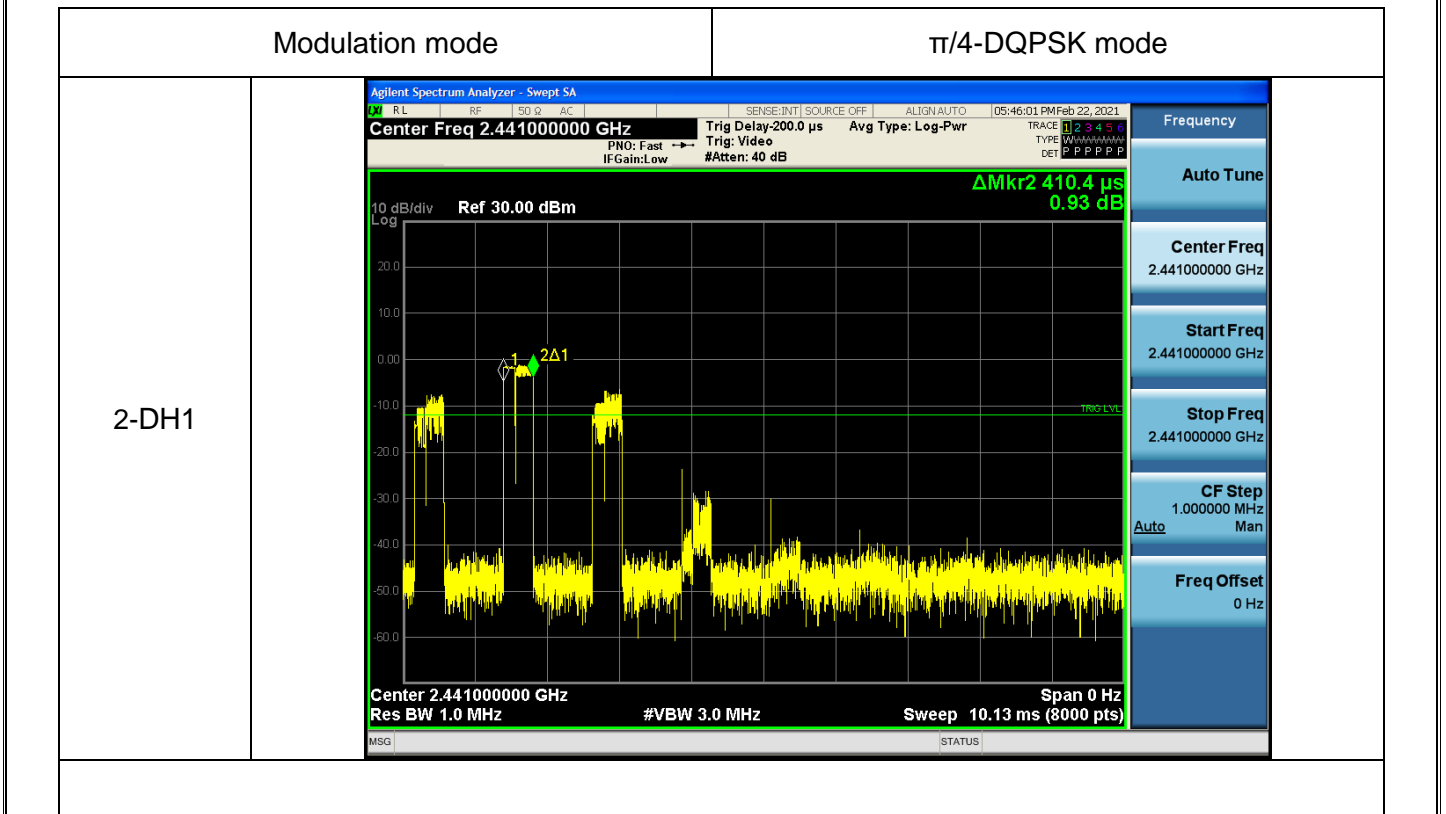 Modulation mode
π/4-DQPSK mode
2-DH1
Agilent Spectrum Analyzer - Swept SA
LXI RL RF 50 Ω AC SENSE:INT SOURCE OFF ALIGN AUTO 05:46:01 PM Feb 22, 2021
Center Freq 2.441000000 GHz
PNO: Fast
IFGain:Low
Trig Delay-200.0 µs
Trig: Video
#Atten: 40 dB
Avg Type: Log-Pwr
TRACE 1 2 3 4 5 6
TYPE WWWWWW
DET P P P P P P
ΔMkr2 410.4 µs
0.93 dB
10 dB/div Ref 30.00 dBm
Log
20.0
10.0
0.00
-10.0
-20.0
-30.0
-40.0
-50.0
-60.0
1
2Δ1
TRIG LVL
Center 2.441000000 GHz
Span 0 Hz
Res BW 1.0 MHz
#VBW 3.0 MHz
Sweep 10.13 ms (8000 pts)
MSG
STATUS
Frequency
Auto Tune
Center Freq
2.441000000 GHz
Start Freq
2.441000000 GHz
Stop Freq
2.441000000 GHz
CF Step
1.000000 MHz
Auto Man
Freq Offset
0 Hz